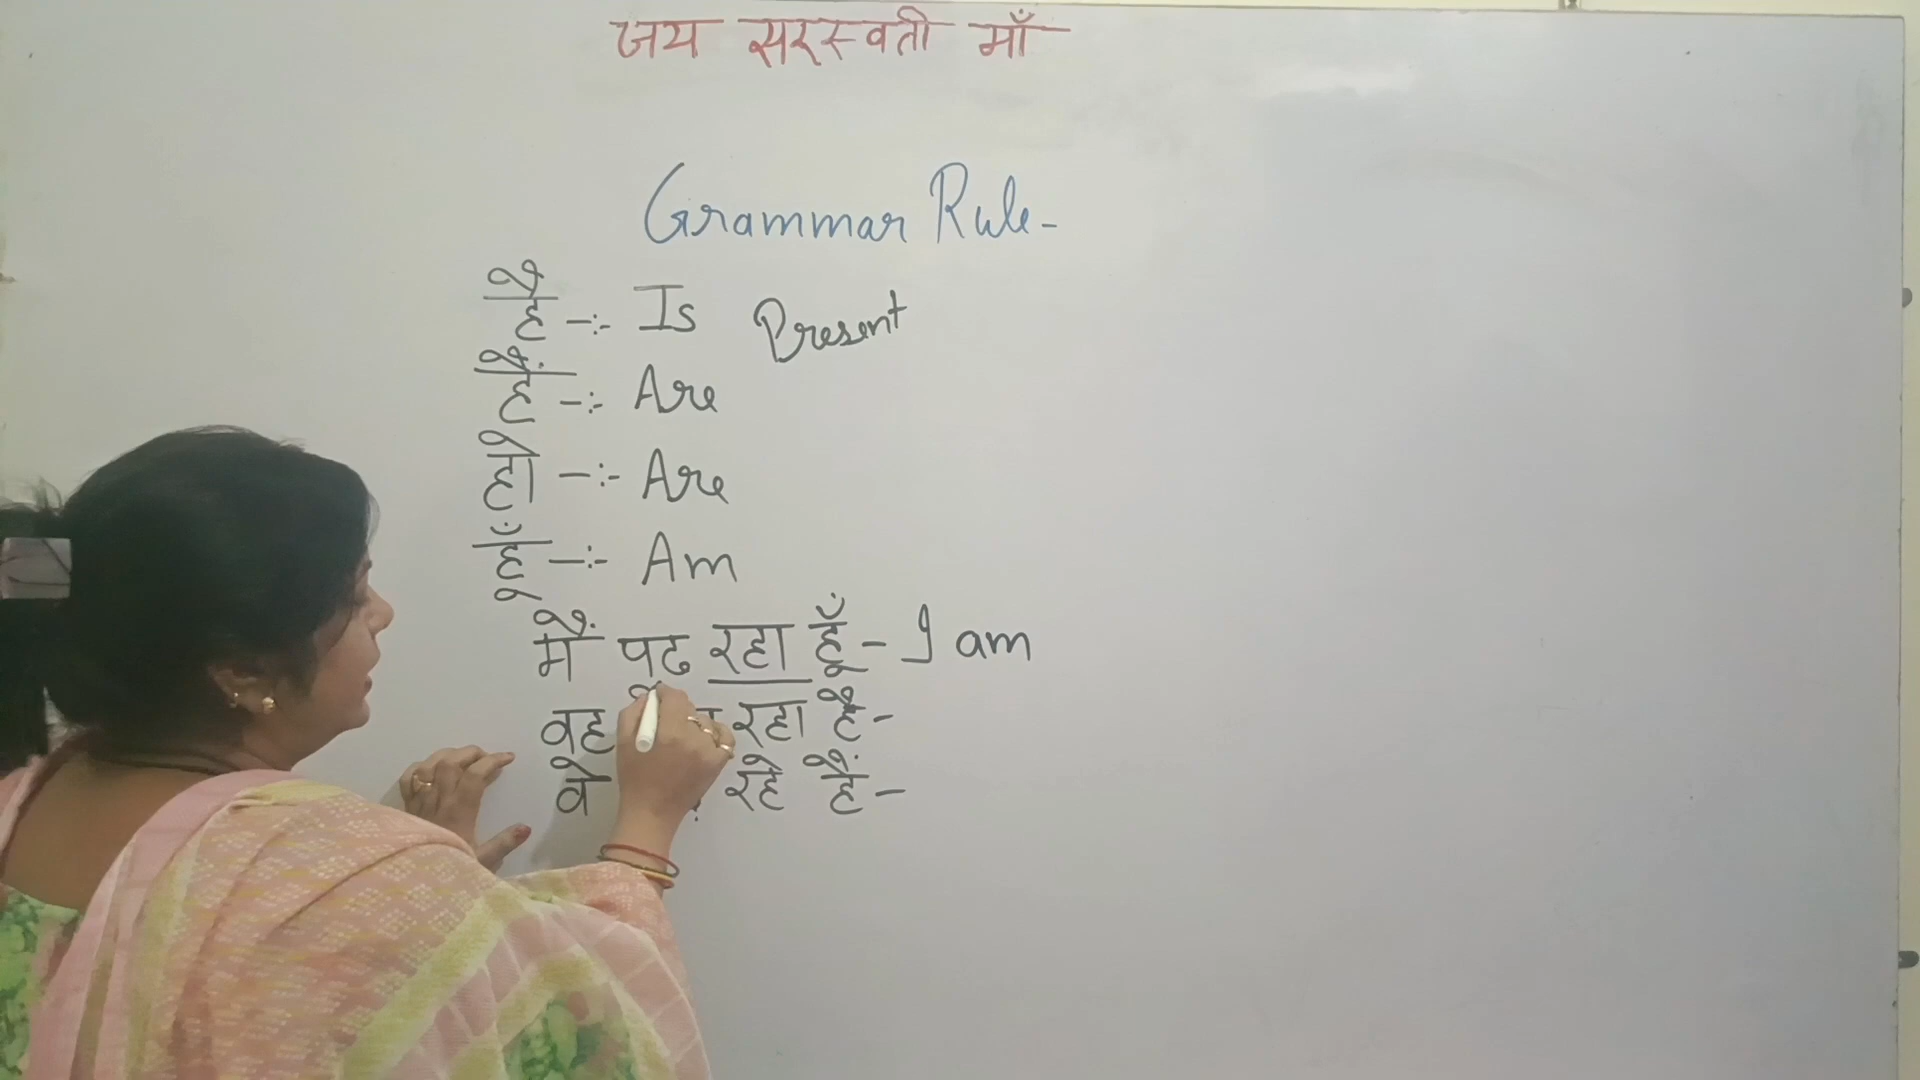 जय सरस्वती माँ
Grammar Rule-
है -:- Is Present
हैं -:- Are
हो -:- Are
हूँ -:- Am
मैं पढ रहा हूँ - I am
वह रहा है -
वे रहे हैं -